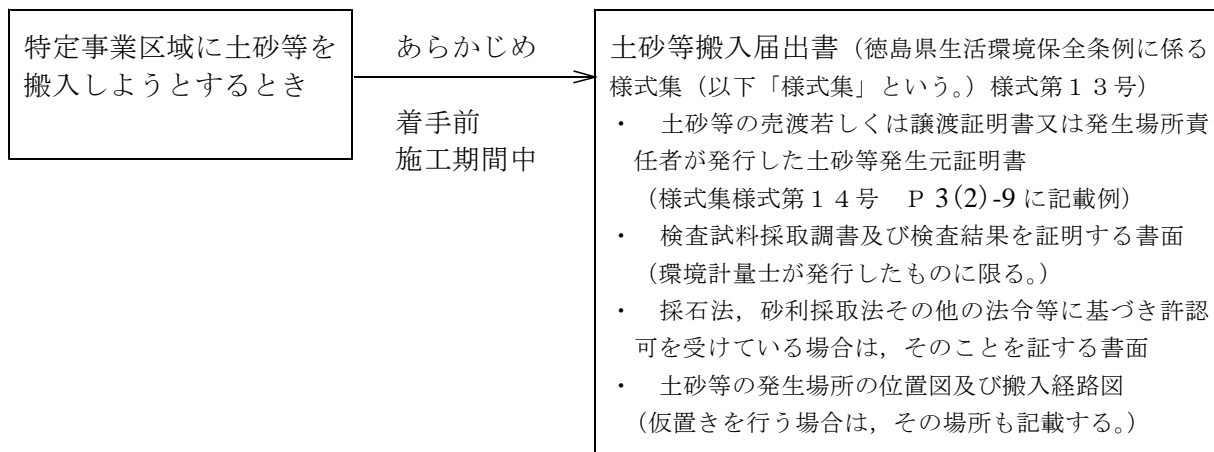 特定事業区域に土砂等を
搬入しようとするとき
あらかじめ
着手前
施工期間中
土砂等搬入届出書(徳島県生活環境保全条例に係る
様式集(以下「様式集」という。)様式第13号)
・ 土砂等の売渡若しくは譲渡証明書又は発生場所責
任者が発行した土砂等発生元証明書
(様式集様式第14号 P 3(2)-9 に記載例)
・ 検査試料採取調書及び検査結果を証明する書面
(環境計量士が発行したものに限る。)
・ 採石法,砂利採取法その他の法令等に基づき許認
可を受けている場合は,そのことを証する書面
・ 土砂等の発生場所の位置図及び搬入経路図
(仮置きを行う場合は,その場所も記載する。)